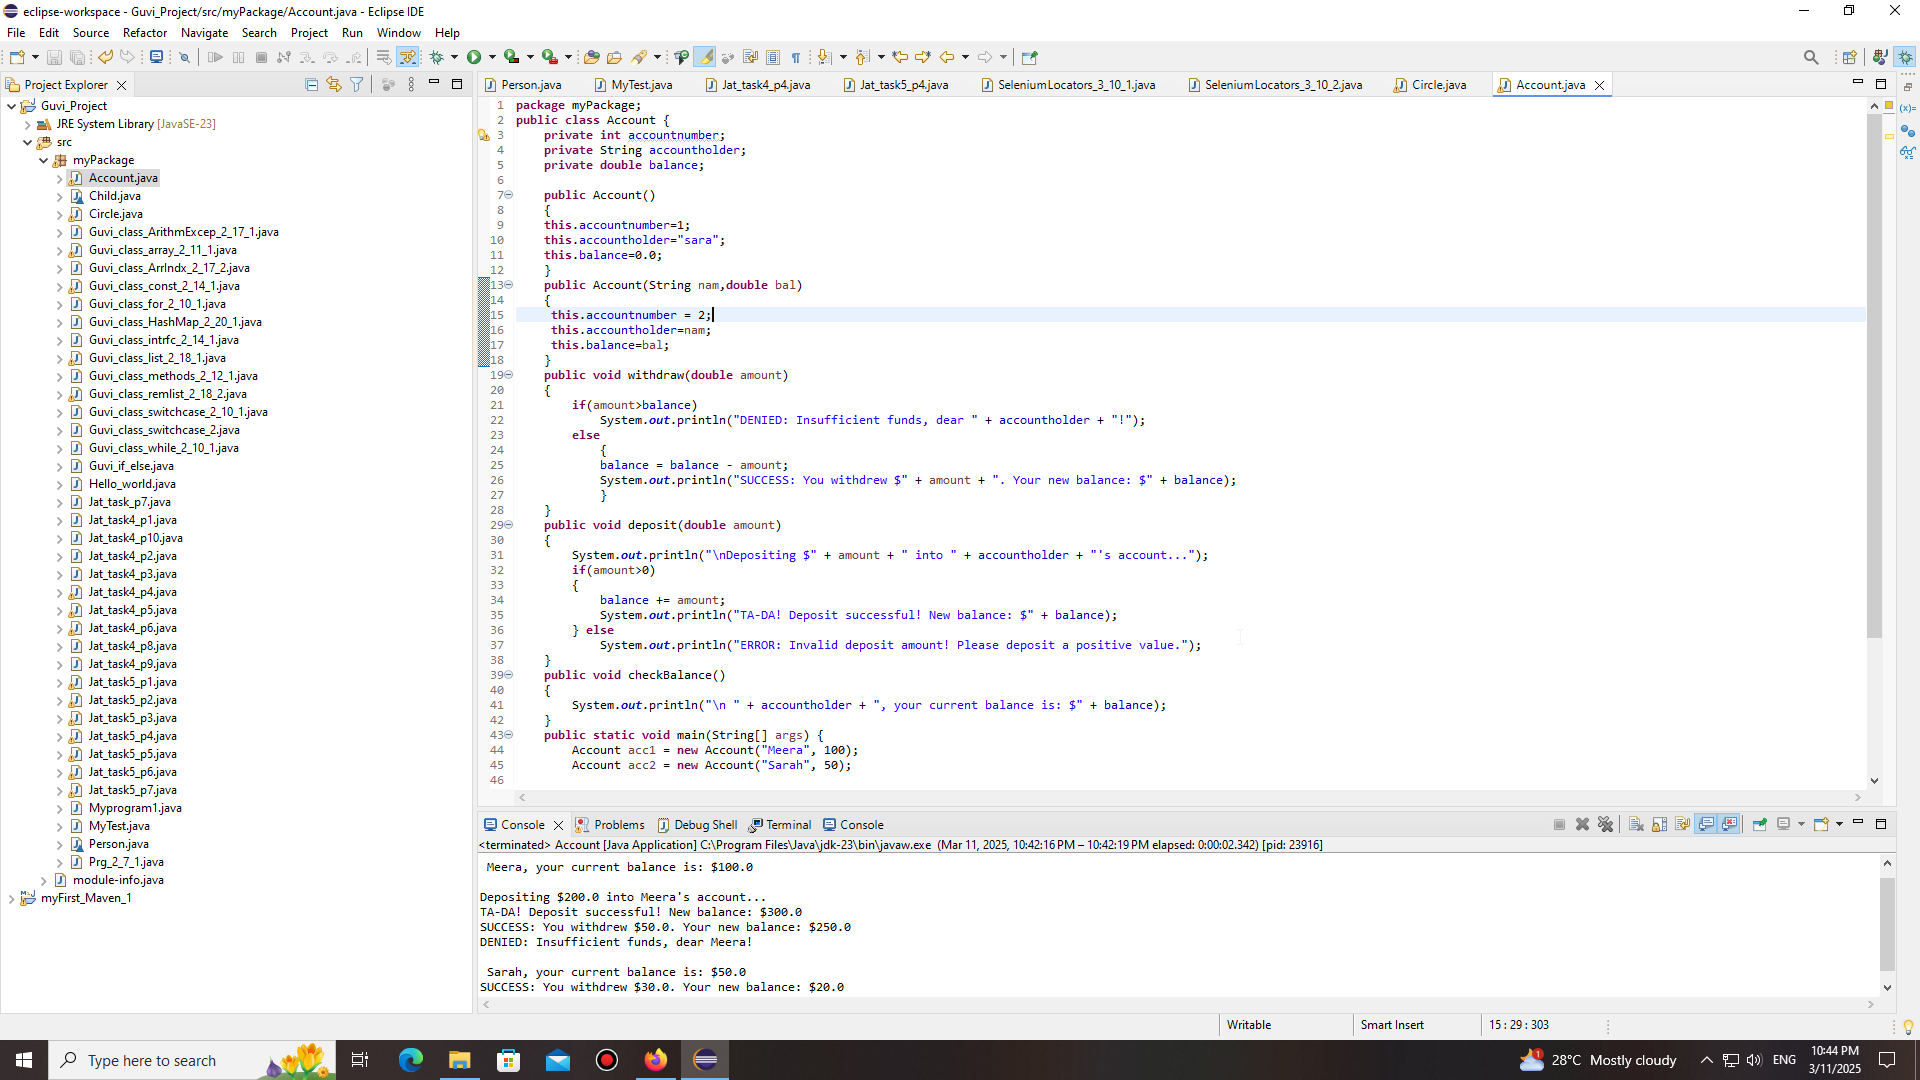 eclipse-workspace - Guvi_Project/src/myPackage/Account.java - Eclipse IDE
File Edit Source Refactor Navigate Search Project Run Window Help
Project Explorer
Guvi_Project
JRE System Library [JavaSE-23]
src
myPackage
Account.java
Child.java
Circle.java
Guvi_class_ArithmExcep_2_17_1.java
Guvi_class_array_2_11_1.java
Guvi_class_ArrIndx_2_17_2.java
Guvi_class_const_2_14_1.java
Guvi_class_for_2_10_1.java
Guvi_class_HashMap_2_20_1.java
Guvi_class_intrfc_2_14_1.java
Guvi_class_list_2_18_1.java
Guvi_class_methods_2_12_1.java
Guvi_class_remlist_2_18_2.java
Guvi_class_switchcase_2_10_1.java
Guvi_class_switchcase_2.java
Guvi_class_while_2_10_1.java
Guvi_if_else.java
Hello_world.java
Jat_task_p7.java
Jat_task4_p1.java
Jat_task4_p10.java
Jat_task4_p2.java
Jat_task4_p3.java
Jat_task4_p4.java
Jat_task4_p5.java
Jat_task4_p6.java
Jat_task4_p8.java
Jat_task4_p9.java
Jat_task5_p1.java
Jat_task5_p2.java
Jat_task5_p3.java
Jat_task5_p4.java
Jat_task5_p5.java
Jat_task5_p6.java
Jat_task5_p7.java
Myprogram1.java
MyTest.java
Person.java
Prg_2_7_1.java
module-info.java
myFirst_Maven_1
Person.java MyTest.java Jat_task4_p4.java Jat_task5_p4.java SeleniumLocators_3_10_1.java SeleniumLocators_3_10_2.java Circle.java Account.java
1 package myPackage;
2 public class Account {
3 private int accountnumber;
4 private String accountholder;
5 private double balance;
6
7 public Account()
8 {
9 this.accountnumber=1;
10 this.accountholder="sara";
11 this.balance=0.0;
12 }
13 public Account(String nam,double bal)
14 {
15 this.accountnumber = 2;
16 this.accountholder=nam;
17 this.balance=bal;
18 }
19 public void withdraw(double amount)
20 {
21 if(amount>balance)
22 System.out.println("DENIED: Insufficient funds, dear " + accountholder + "!");
23 else
24 {
25 balance = balance - amount;
26 System.out.println("SUCCESS: You withdrew $" + amount + ". Your new balance: $" + balance);
27 }
28 }
29 public void deposit(double amount)
30 {
31 System.out.println("\nDepositing $" + amount + " into " + accountholder + "'s account...");
32 if(amount>0)
33 {
34 balance += amount;
35 System.out.println("TA-DA! Deposit successful! New balance: $" + balance);
36 } else
37 System.out.println("ERROR: Invalid deposit amount! Please deposit a positive value.");
38 }
39 public void checkBalance()
40 {
41 System.out.println("\n " + accountholder + ", your current balance is: $" + balance);
42 }
43 public static void main(String[] args) {
44 Account acc1 = new Account("Meera", 100);
45 Account acc2 = new Account("Sarah", 50);
46
Console Problems Debug Shell Terminal Console
<terminated> Account [Java Application] C:\Program Files\Java\jdk-23\bin\javaw.exe (Mar 11, 2025, 10:42:16 PM – 10:42:19 PM elapsed: 0:00:02.342) [pid: 23916]
Meera, your current balance is: $100.0
Depositing $200.0 into Meera's account...
TA-DA! Deposit successful! New balance: $300.0
SUCCESS: You withdrew $50.0. Your new balance: $250.0
DENIED: Insufficient funds, dear Meera!
Sarah, your current balance is: $50.0
SUCCESS: You withdrew $30.0. Your new balance: $20.0
Writable Smart Insert 15 : 29 : 303
Type here to search
28°C Mostly cloudy ENG
10:44 PM
3/11/2025